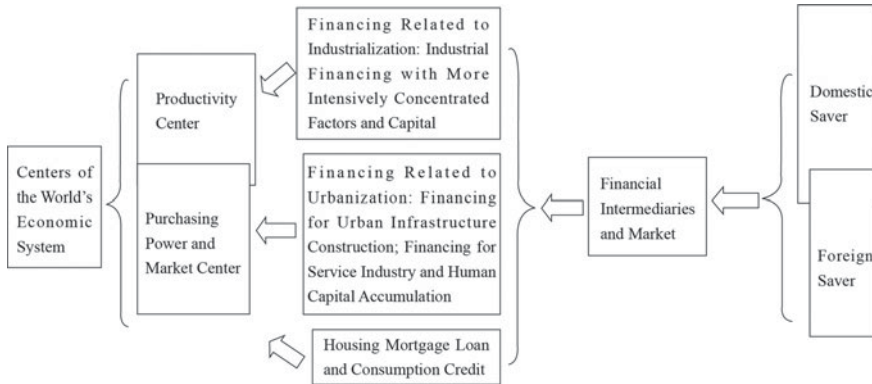 Centers of
the World's
Economic
System
Productivity
Center
Purchasing
Power and
Market Center
Financing Related to
Industrialization: Industrial
Financing with More
Intensively Concentrated
Factors and Capital
Financing Related to
Urbanization: Financing
for Urban Infrastructure
Construction; Financing for
Service Industry and Human
Capital Accumulation
Housing Mortgage Loan
and Consumption Credit
Financial
Intermediaries
and Market
Domestic
Saver
Foreign
Saver